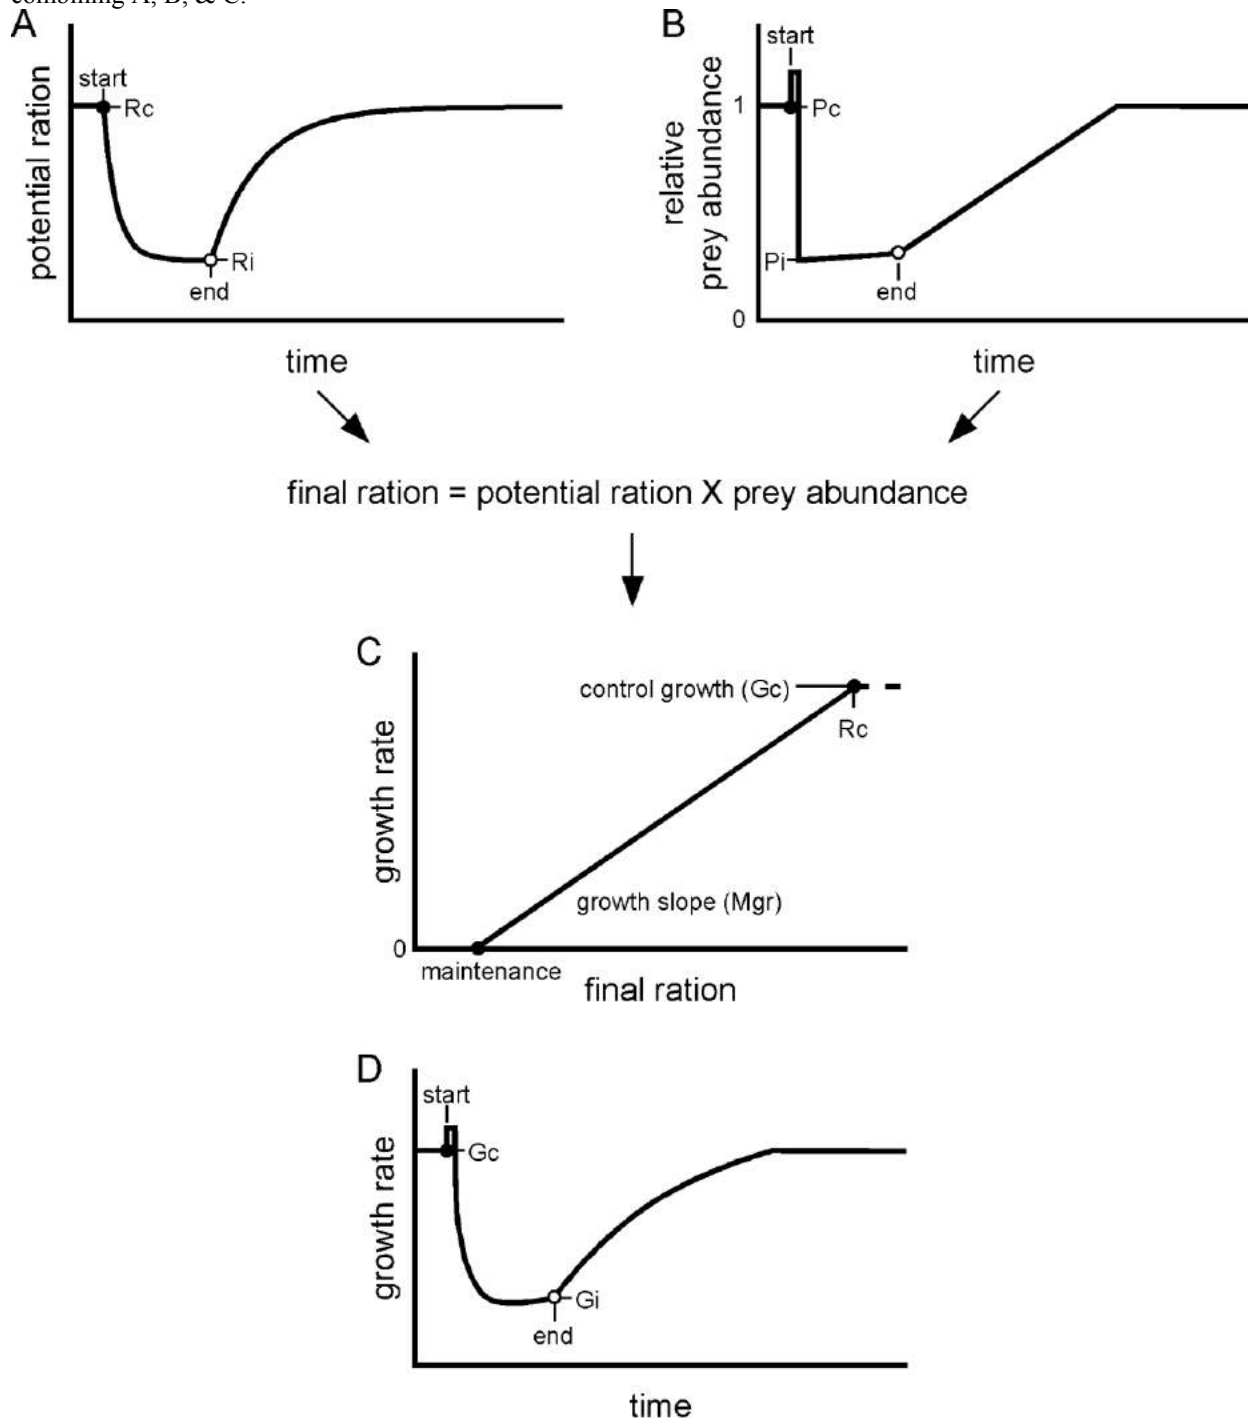 combining A, B, & C.
A
start
Rc
potential ration
Ri
end
time
B
start
relative
prey abundance
1
Pc
Pi
end
0
time
final ration = potential ration X prey abundance
C
control growth (Gc)
Rc
growth rate
growth slope (Mgr)
0
maintenance
final ration
D
start
Gc
growth rate
Gi
end
time